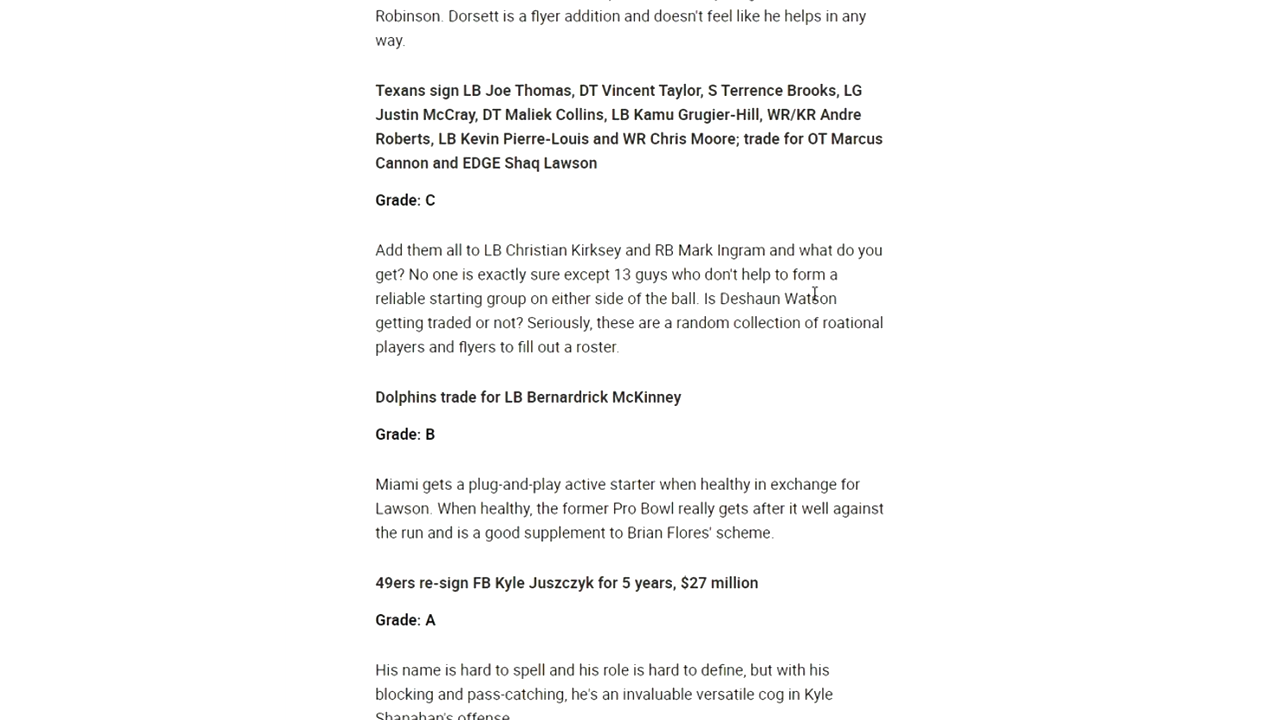 Robinson. Dorsett is a flyer addition and doesn't feel like he helps in any
way.
Texans sign LB Joe Thomas, DT Vincent Taylor, S Terrence Brooks, LG
Justin McCray, DT Maliek Collins, LB Kamu Grugier-Hill, WR/KR Andre
Roberts, LB Kevin Pierre-Louis and WR Chris Moore; trade for OT Marcus
Cannon and EDGE Shaq Lawson
Grade: C
Add them all to LB Christian Kirksey and RB Mark Ingram and what do you
get? No one is exactly sure except 13 guys who don't help to form a
reliable starting group on either side of the ball. Is Deshaun Watson
getting traded or not? Seriously, these are a random collection of roational
players and flyers to fill out a roster.
Dolphins trade for LB Bernardrick McKinney
Grade: B
Miami gets a plug-and-play active starter when healthy in exchange for
Lawson. When healthy, the former Pro Bowl really gets after it well against
the run and is a good supplement to Brian Flores' scheme.
49ers re-sign FB Kyle Juszczyk for 5 years, $27 million
Grade: A
His name is hard to spell and his role is hard to define, but with his
blocking and pass-catching, he's an invaluable versatile cog in Kyle
Shanahan's offense.